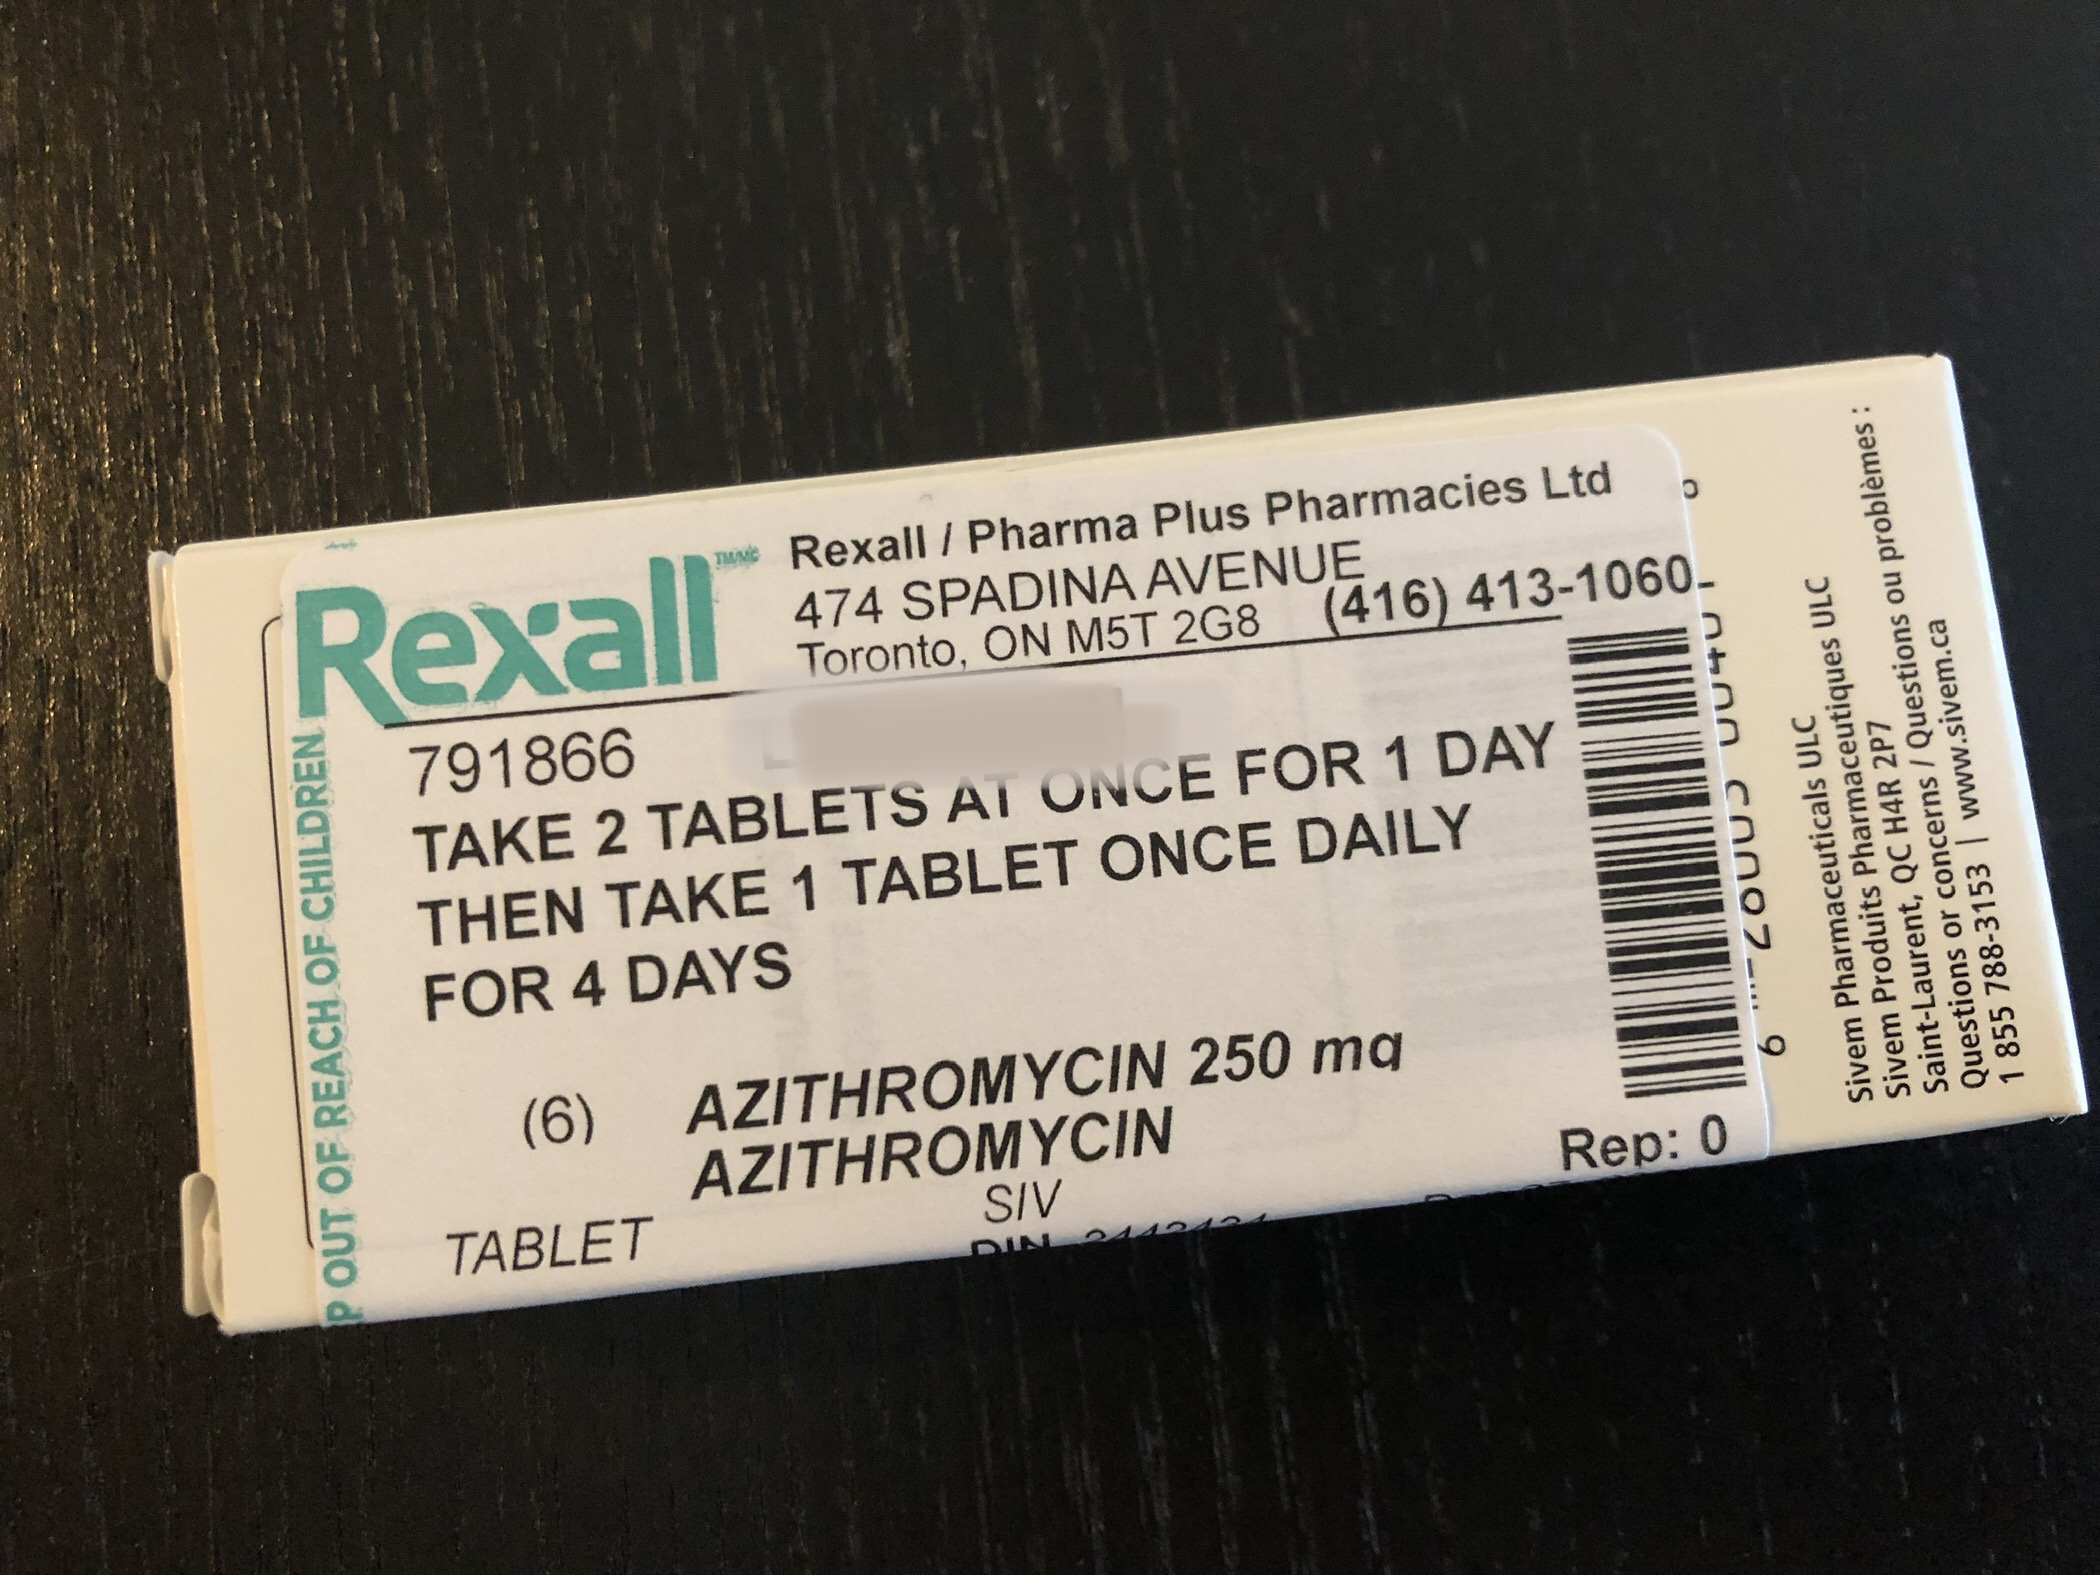 Rexall TM/MC
Rexall / Pharma Plus Pharmacies Ltd
474 SPADINA AVENUE
Toronto, ON M5T 2G8 (416) 413-1060
791866
TAKE 2 TABLETS AT ONCE FOR 1 DAY
THEN TAKE 1 TABLET ONCE DAILY
FOR 4 DAYS
(6) AZITHROMYCIN 250 mg
AZITHROMYCIN
SIV
TABLET
DIN
Rep: 0
OUT OF REACH OF CHILDREN
Sivem Pharmaceuticals ULC
Sivem Produits Pharmaceutiques ULC
Saint-Laurent, QC H4R 2P7
Questions or concerns / Questions ou problèmes :
1 855 788-3153 | www.sivem.ca